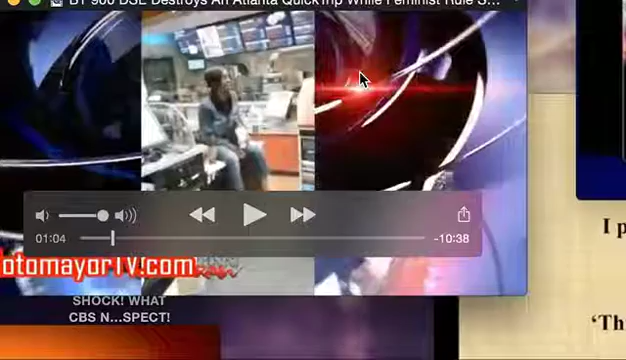 BT 900 DSE Destroys An Atlanta QuickTrip While Feminist Rule S...
I p
01:04
-10:38
otomayorTV.com
SHOCK! WHAT
CBS N...SPECT!
'Th